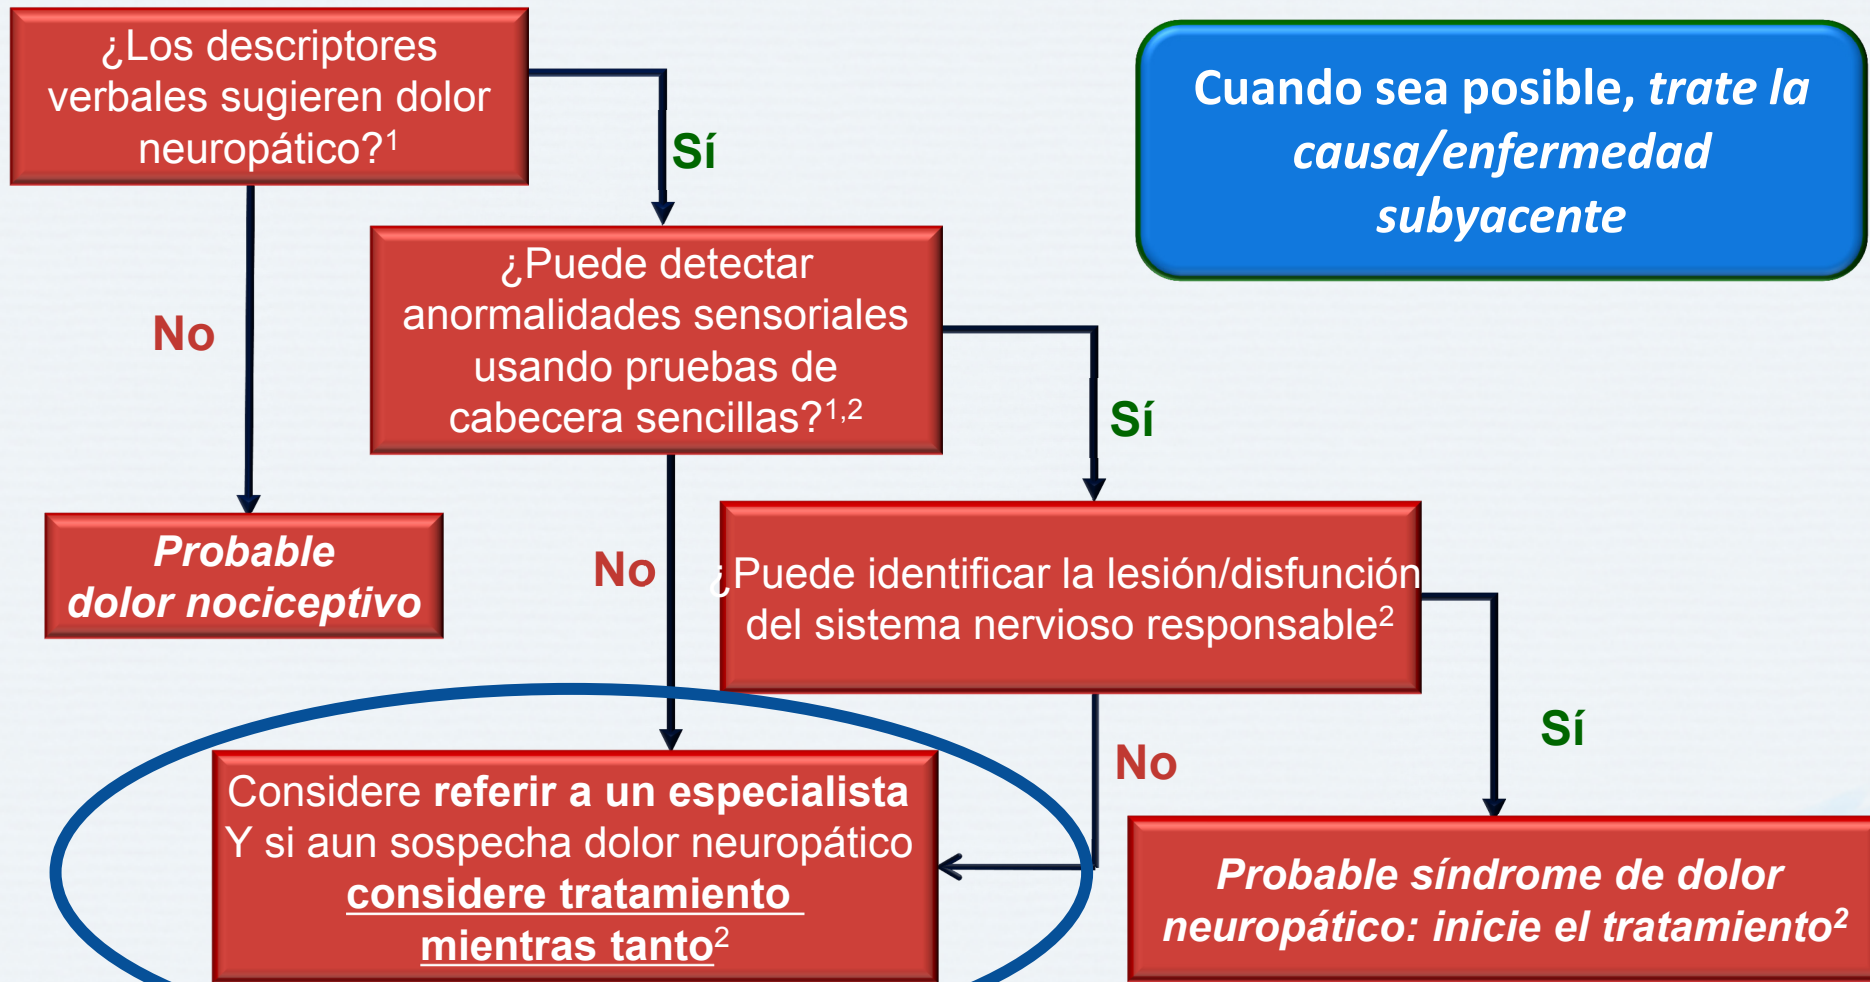 ¿Los descriptores
verbales sugieren dolor
neuropático?1
Cuando sea posible, trate la
causa/enfermedad
subyacente
Sí
¿Puede detectar
anormalidades sensoriales
usando pruebas de
cabecera sencillas?1,2
No
Sí
Probable
dolor nociceptivo
No
¿Puede identificar la lesión/disfunción
del sistema nervioso responsable2
Sí
No
Considere referir a un especialista
Y si aun sospecha dolor neuropático
considere tratamiento
mientras tanto2
Probable síndrome de dolor
neuropático: inicie el tratamiento2